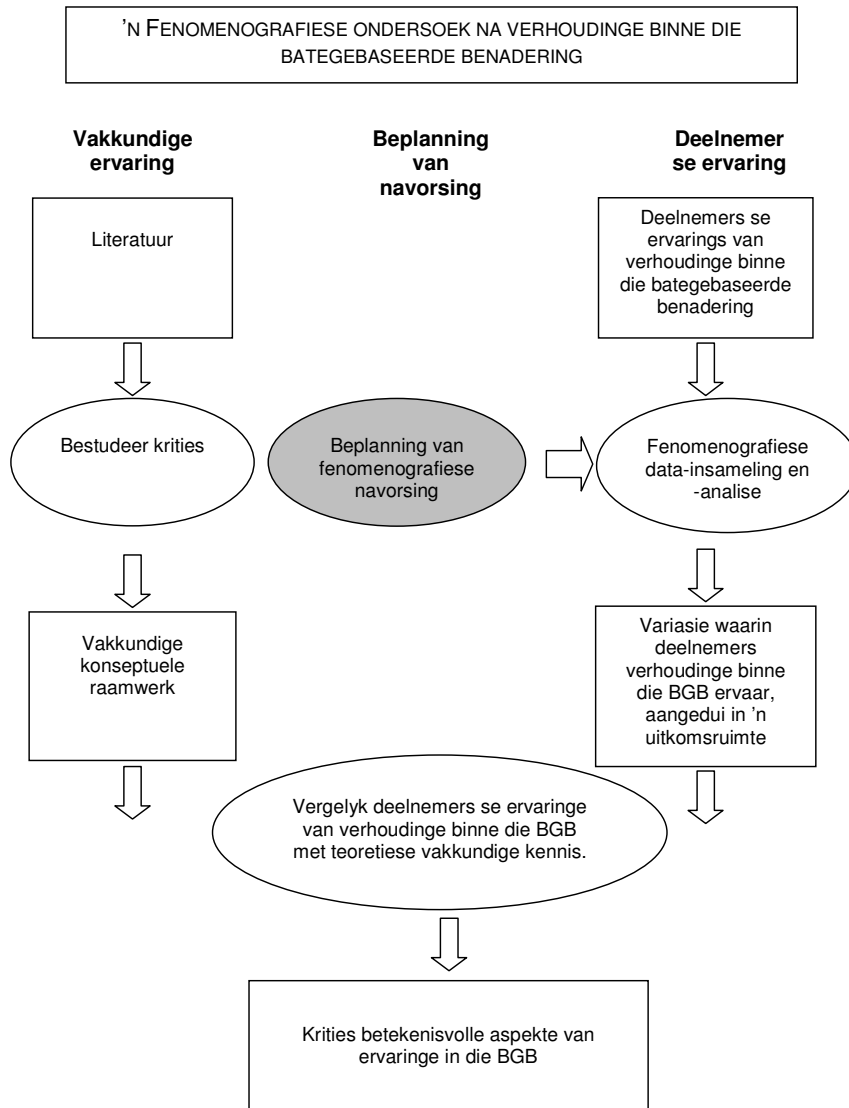 ’N FENOMENOGRAFIESE ONDERSOEK NA VERHOUDINGE BINNE DIE
BATEGEBASEERDE BENADERING
Vakkundige
ervaring
Beplanning
van
navorsing
Deelnemer
se ervaring
Literatuur
Deelnemers se
ervarings van
verhoudinge binne
die bategebaseerde
benadering
Bestudeer krities
Beplanning van
fenomenografiese
navorsing
Fenomenografiese
data-insameling en
-analise
Vakkundige
konseptuele
raamwerk
Variasie waarin
deelnemers
verhoudinge binne
die BGB ervaar,
aangedui in ’n
uitkomsruimte
Vergelyk deelnemers se ervaringe
van verhoudinge binne die BGB
met teoretiese vakkundige kennis.
Krities betekenisvolle aspekte van
ervaringe in die BGB